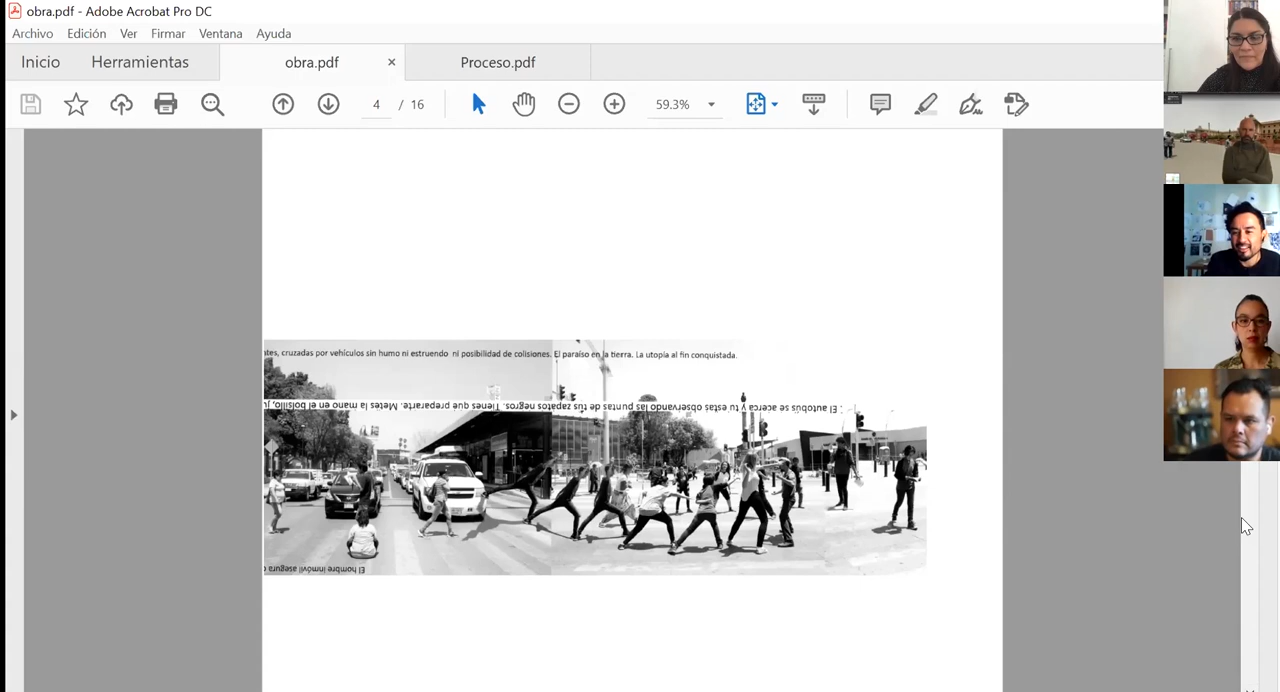 obra.pdf - Adobe Acrobat Pro DC
Archivo Edición Ver Firmar Ventana Ayuda
Inicio Herramientas obra.pdf × Proceso.pdf
4 / 16 59.3%
tes, cruzadas por vehículos sin humo ni estruendo ni posibilidad de colisiones. El paraíso en la tierra. La utopía al fin conquistada.
. El autobús se acerca y tu estas observando las puntas de tus zapatos negros. Tienes que prepararte. Metes la mano en el bolsillo,
El hombre inmóvil asegura